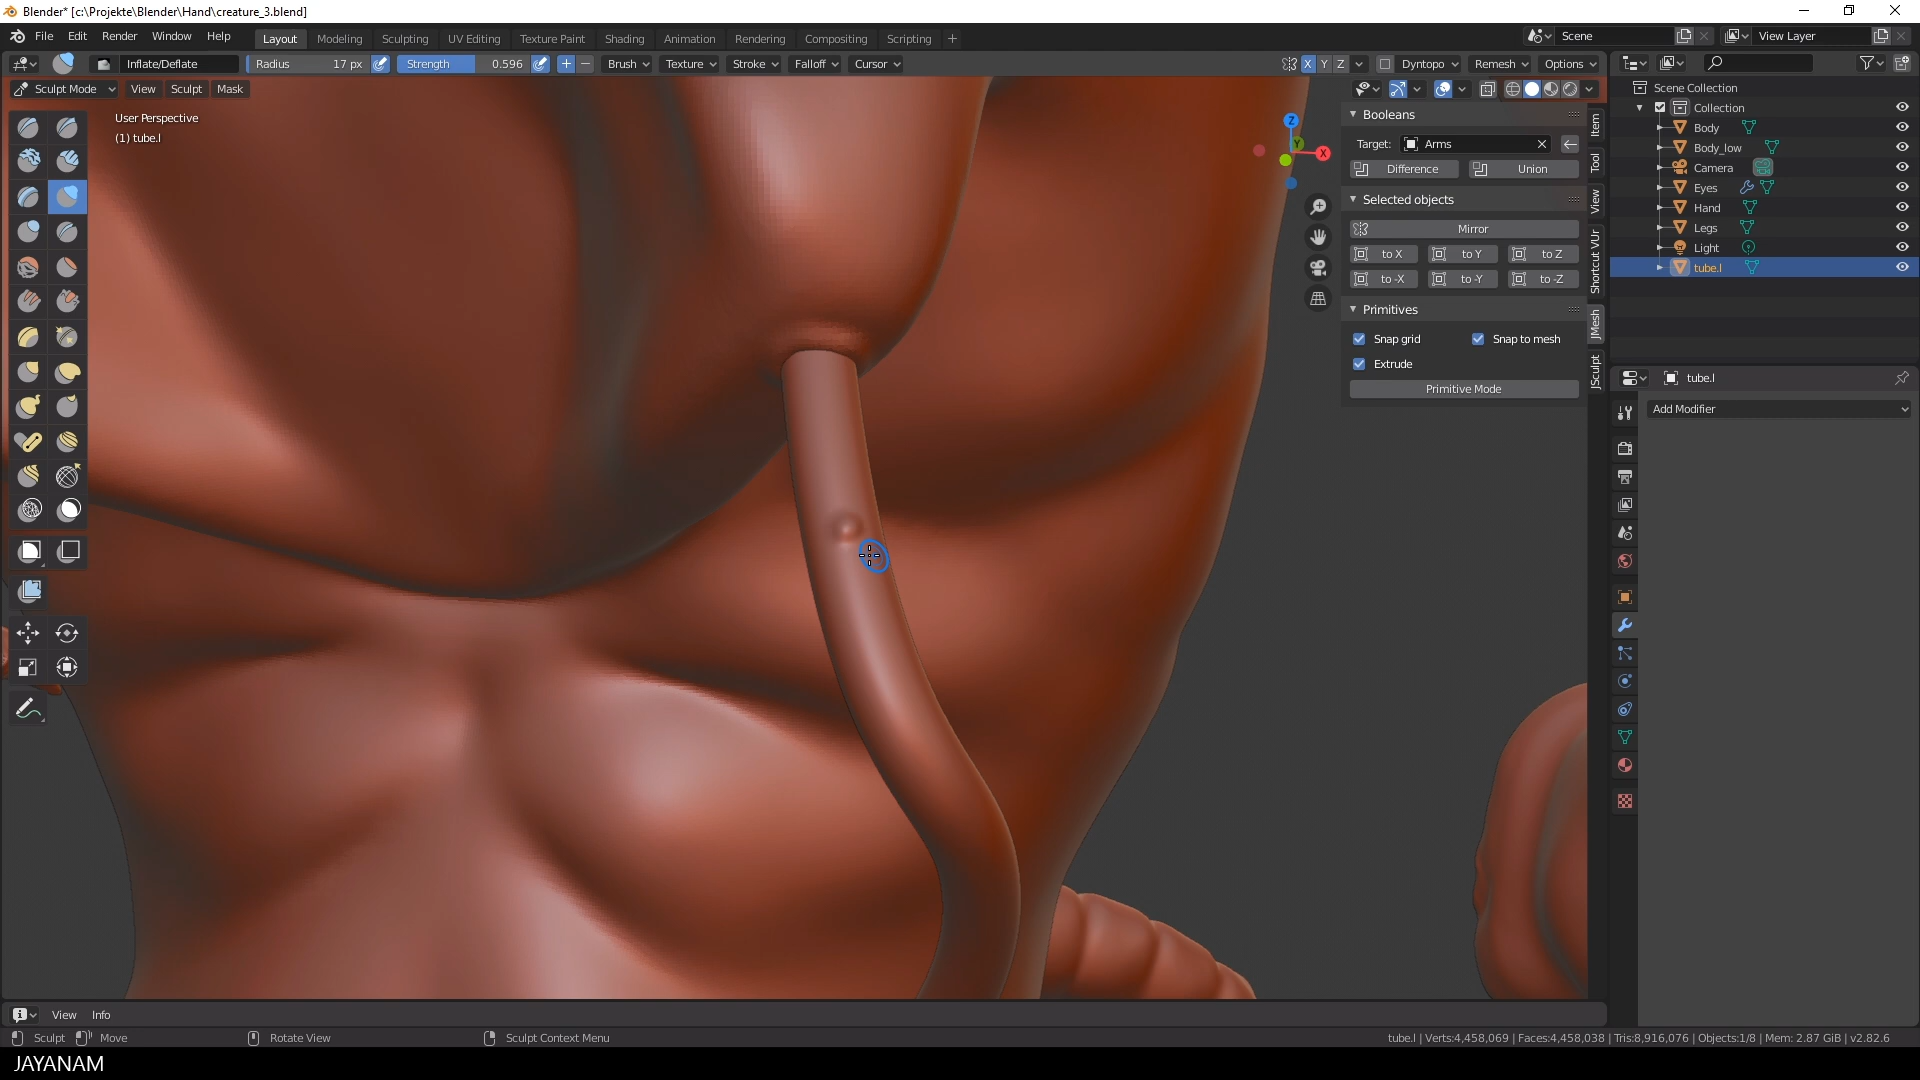 Blender* [c:\Projekte\Blender\Hand\creature_3.blend]
File Edit Render Window Help Layout Modeling Sculpting UV Editing Texture Paint Shading Animation Rendering Compositing Scripting + Scene View Layer
Inflate/Deflate Radius 17 px Strength 0.596 Brush Texture Stroke Falloff Cursor X Y Z Dyntopo Remesh Options
Sculpt Mode View Sculpt Mask
User Perspective
(1) tube.l
Z
Y
X
Booleans
Target: Arms
Difference Union
Selected objects
Mirror
to X to Y to Z
to -X to -Y to -Z
Primitives
Snap grid Snap to mesh
Extrude
Primitive Mode
Item
Tool
View
Shortcut VUr
JMesh
JSculpt
Scene Collection
Collection
Body
Body_low
Camera
Eyes
Hand
Legs
Light
tube.l
tube.l
Add Modifier
View Info
Sculpt Move Rotate View Sculpt Context Menu tube.l | Verts:4,458,069 | Faces:4,458,038 | Tris:8,916,076 | Objects:1/8 | Mem: 2.87 GiB | v2.82.6
JAYANAM